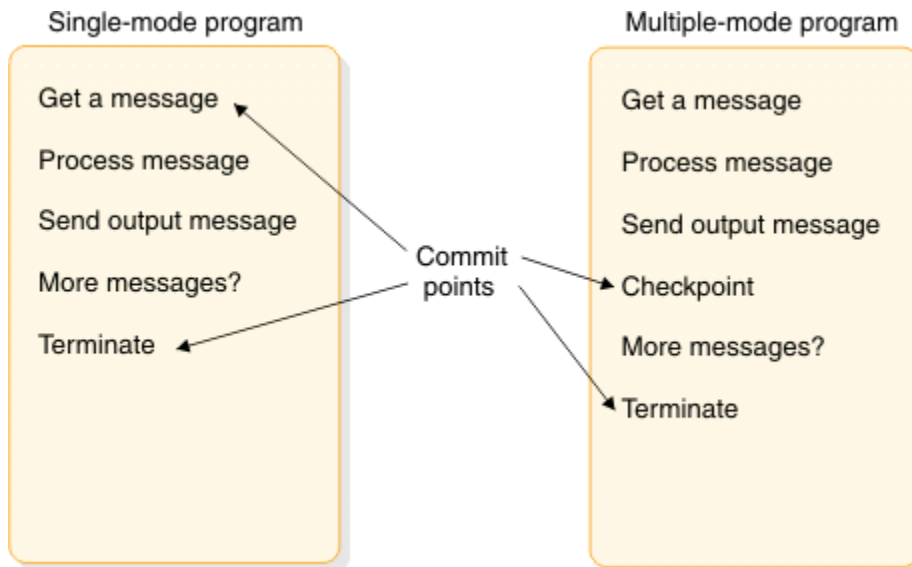 Single-mode program
Get a message
Process message
Send output message
More messages?
Terminate
Commit
points
Multiple-mode program
Get a message
Process message
Send output message
Checkpoint
More messages?
Terminate